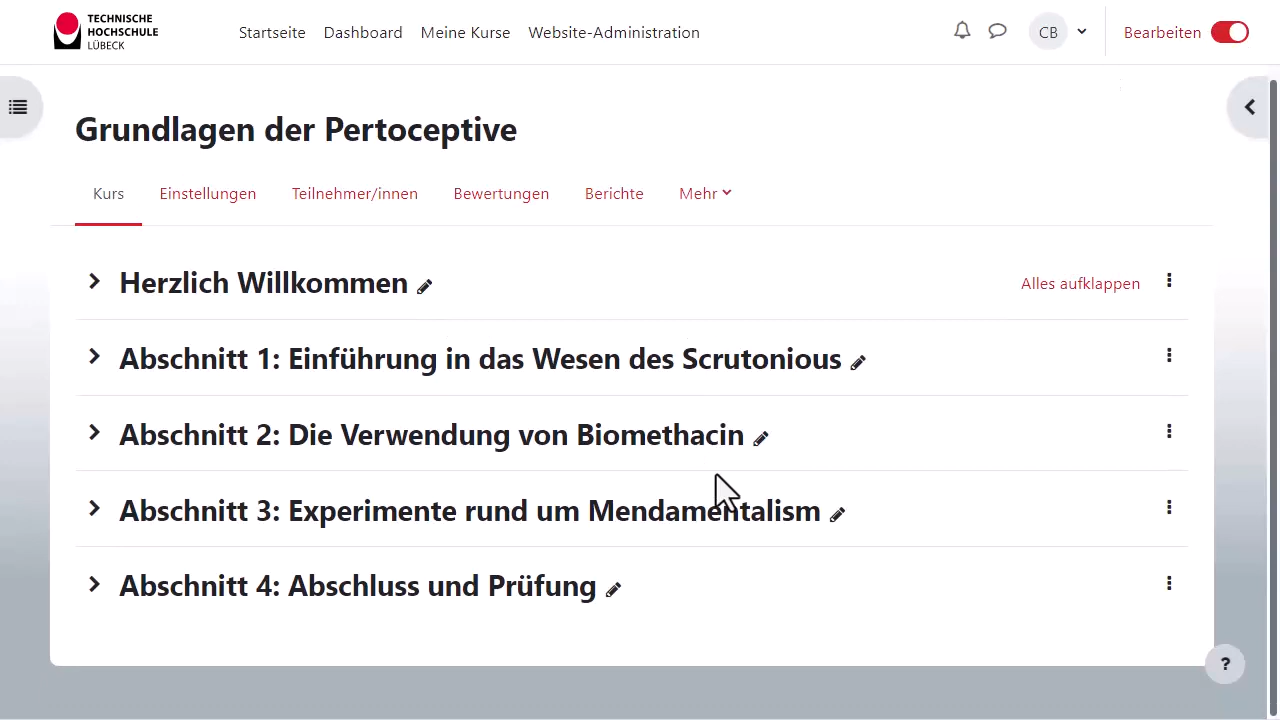 TECHNISCHE
HOCHSCHULE
LÜBECK
Startseite Dashboard Meine Kurse Website-Administration
CB
Bearbeiten
Grundlagen der Pertoceptive
Kurs Einstellungen Teilnehmer/innen Bewertungen Berichte Mehr
Herzlich Willkommen
Alles aufklappen
Abschnitt 1: Einführung in das Wesen des Scrutonious
Abschnitt 2: Die Verwendung von Biomethacin
Abschnitt 3: Experimente rund um Mendamentalism
Abschnitt 4: Abschluss und Prüfung
?